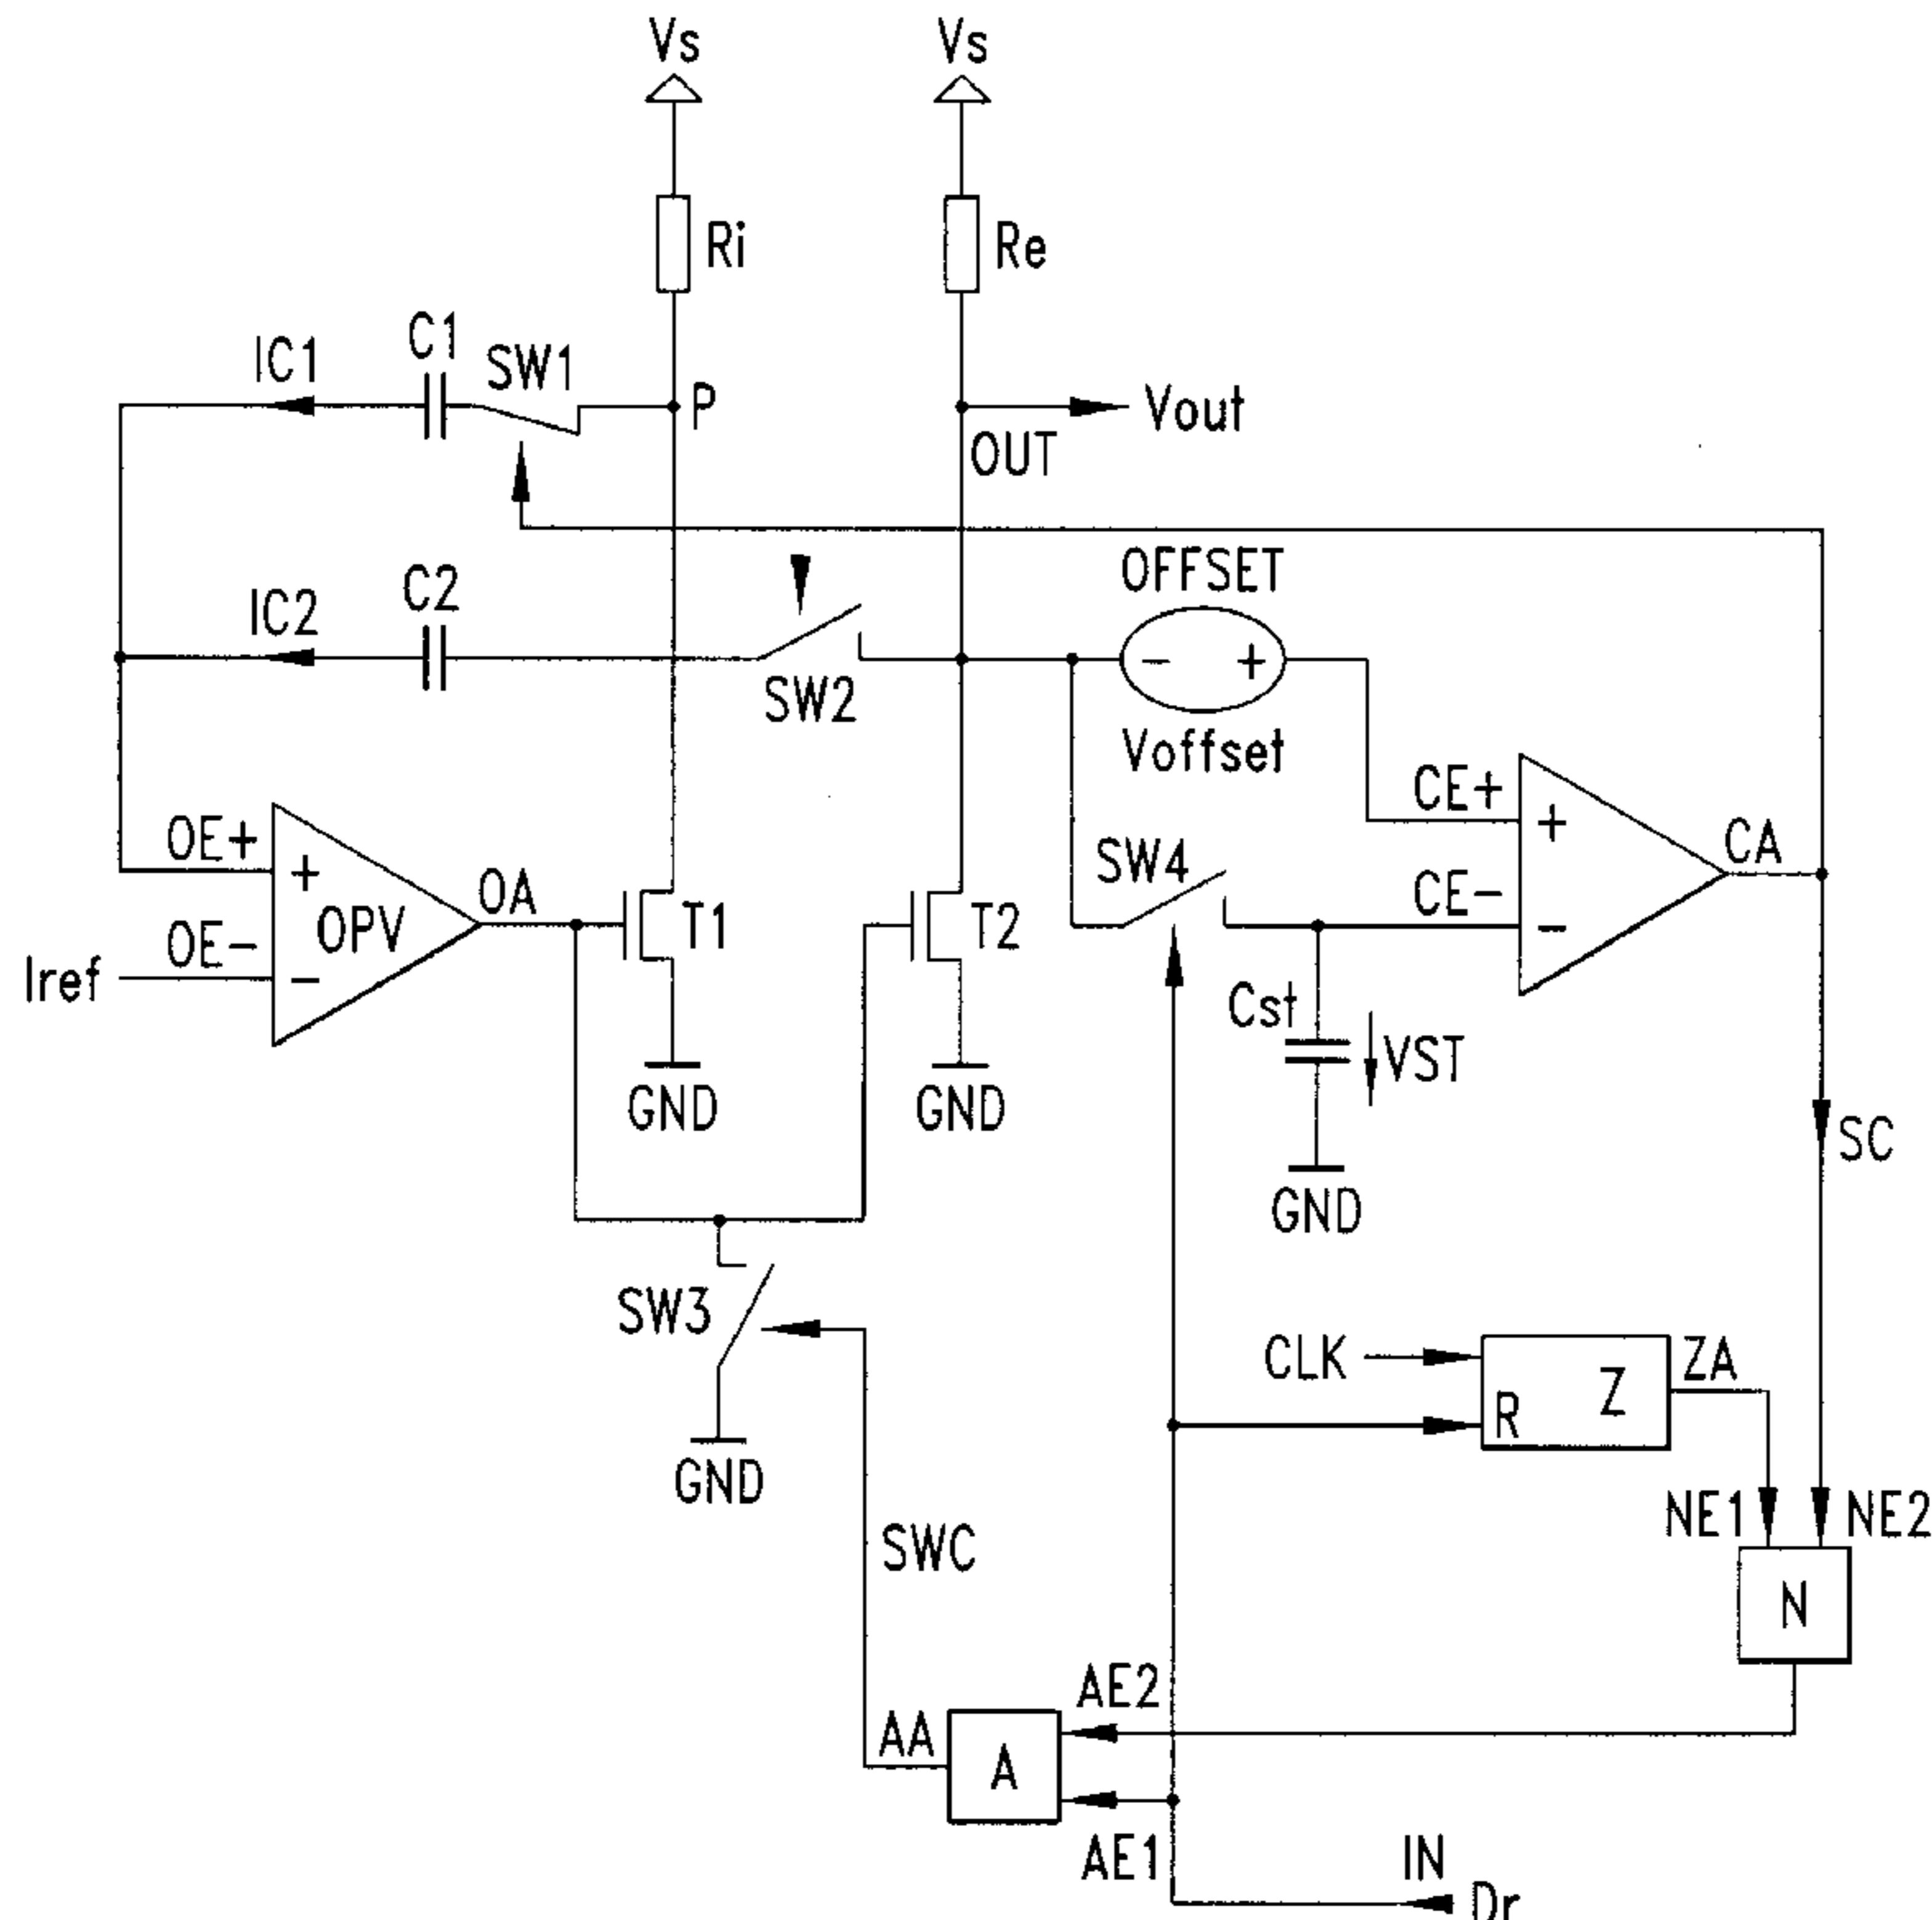 Vs Vs
Ri Re
IC1 C1 SW1 P Vout
OUT
IC2 C2 OFFSET
- +
SW2 Voffset
OE+ + CE+ +
OPV OA T1 T2 SW4 CA
OE- CE- -
Iref -
Cst VST
GND GND
SC
GND
SW3
CLK Z ZA
R
GND
NE1 NE2
SWC N
AE2
AA A
AE1 IN
Dr